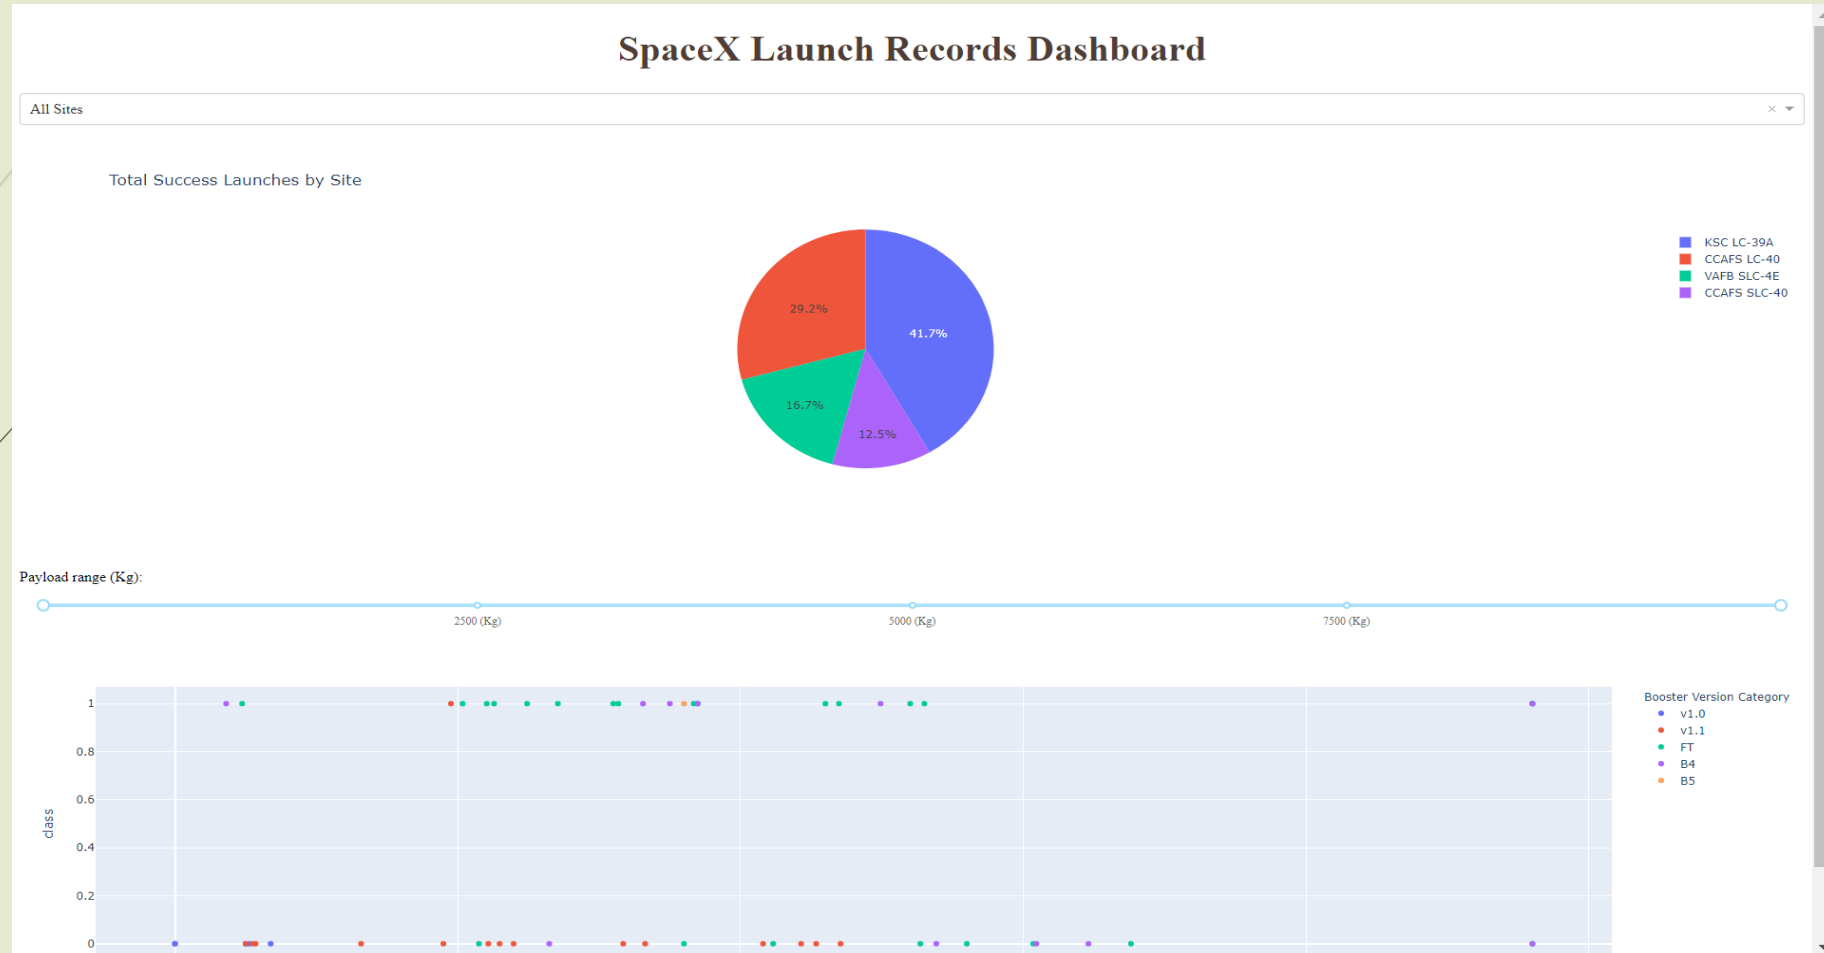 SpaceX Launch Records Dashboard
All Sites
Total Success Launches by Site
KSC LC-39A
CCAFS LC-40
VAFB SLC-4E
CCAFS SLC-40
29.2%
41.7%
16.7%
12.5%
Payload range (Kg):
2500 (Kg)
5000 (Kg)
7500 (Kg)
1
0.8
0.6
0.4
0.2
0
class
Booster Version Category
v1.0
v1.1
FT
B4
B5